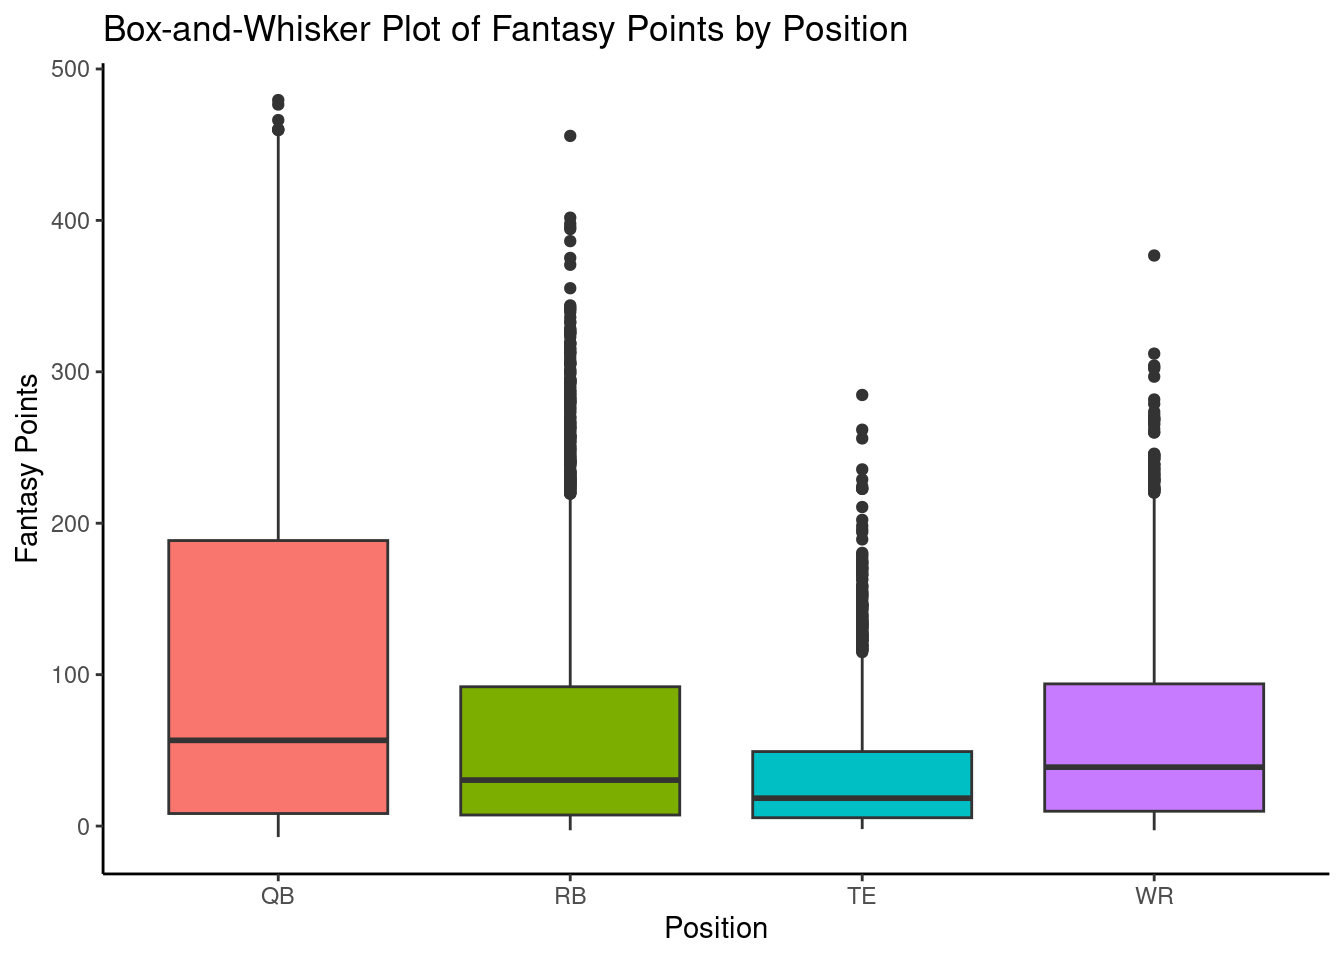 Box-and-Whisker Plot of Fantasy Points by Position
500
400
300
200
100
0
Fantasy Points
QB RB TE WR
Position